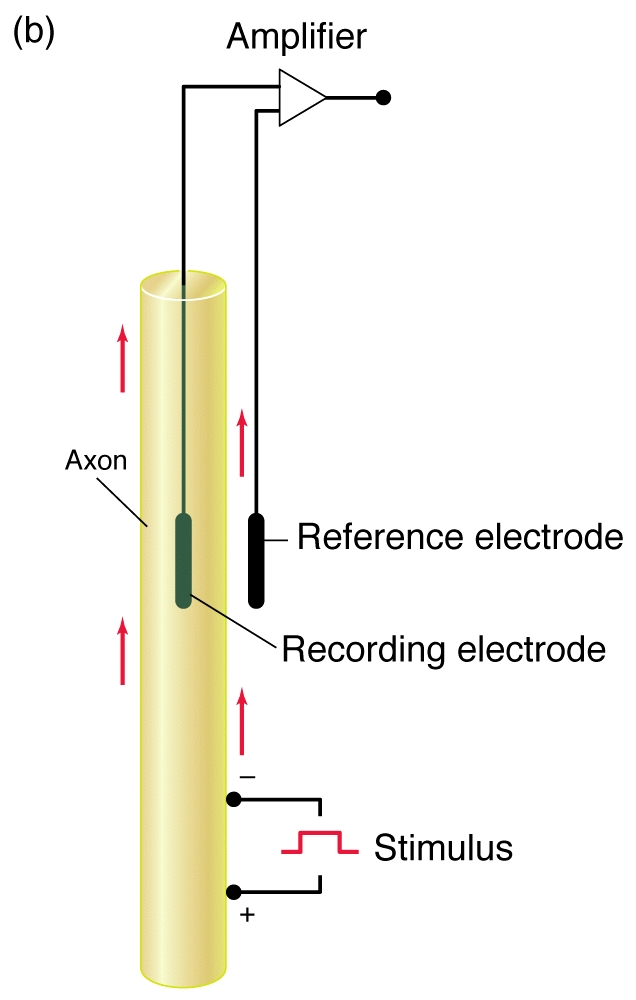 (b)
Amplifier
Axon
Reference electrode
Recording electrode
−
Stimulus
+